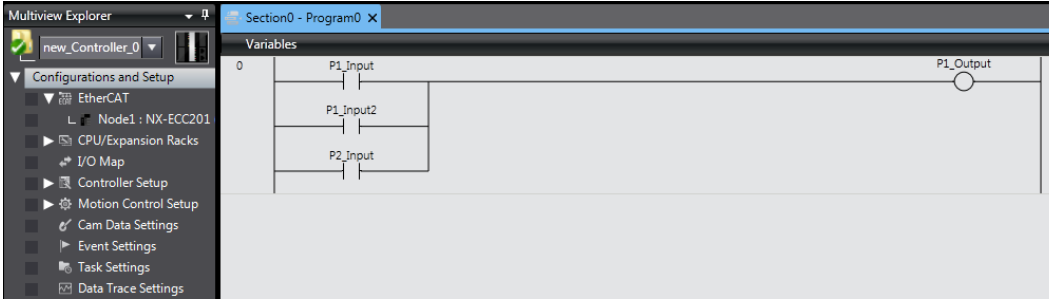 Multiview Explorer
new_Controller_0
Configurations and Setup
EtherCAT
Node1 : NX-ECC201
CPU/Expansion Racks
I/O Map
Controller Setup
Motion Control Setup
Cam Data Settings
Event Settings
Task Settings
Data Trace Settings
Section0 - Program0
Variables
0
P1_Input
P1_Output
P1_Input2
P2_Input